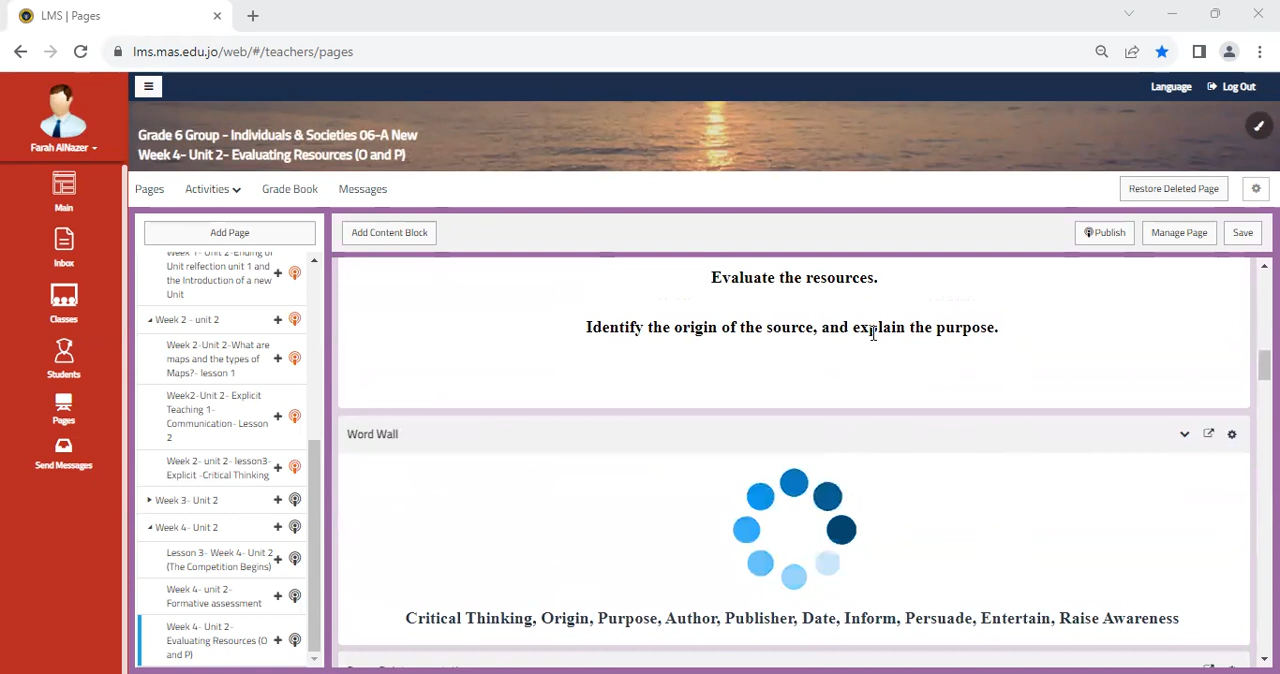 LMS | Pages
lms.mas.edu.jo/web/#/teachers/pages
Farah AlNazer
Main
Inbox
Classes
Students
Pages
Send Messages
Language
Log Out
Grade 6 Group - Individuals & Societies 06-A New
Week 4- Unit 2- Evaluating Resources (O and P)
Pages
Activities
Grade Book
Messages
Restore Deleted Page
Add Page
Add Content Block
Publish
Manage Page
Save
Week 1- Unit 2-Ending of
Unit relfection unit 1 and
the Introduction of a new
Unit
Week 2 - unit 2
Week 2-Unit 2-What are
maps and the types of
Maps?- lesson 1
Week2-Unit 2- Explicit
Teaching 1-
Communication- Lesson
2
Week 2- unit 2- lesson3-
Explicit -Critical Thinking
Week 3- Unit 2
Week 4- Unit 2
Lesson 3- Week 4- Unit 2
(The Competition Begins)
Week 4- unit 2-
Formative assessment
Week 4- Unit 2-
Evaluating Resources (O
and P)
Evaluate the resources.
Identify the origin of the source, and explain the purpose.
Word Wall
Critical Thinking, Origin, Purpose, Author, Publisher, Date, Inform, Persuade, Entertain, Raise Awareness